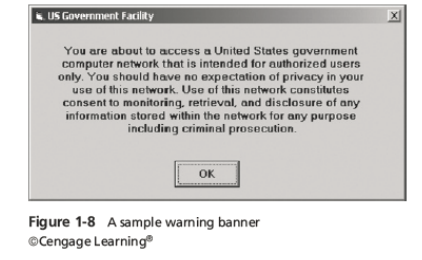 US Government Facility
You are about to access a United States government
computer network that is intended for authorized users
only. You should have no expectation of privacy in your
use of this network. Use of this network constitutes
consent to monitoring, retrieval, and disclosure of any
information stored within the network for any purpose
including criminal prosecution.
OK
Figure 1-8 A sample warning banner
©Cengage Learning®